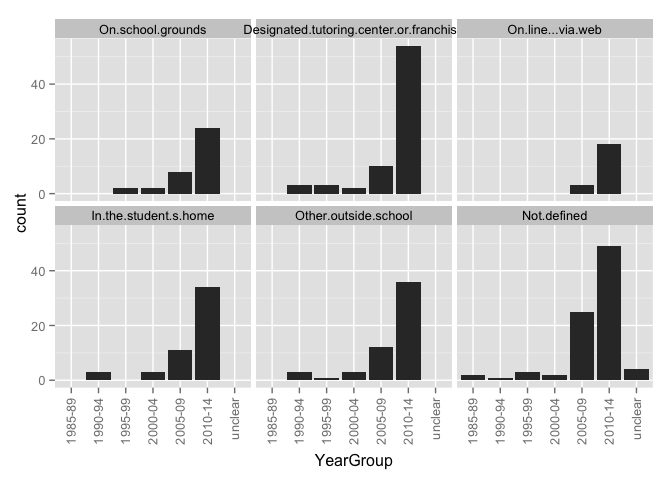 On.school.grounds
Designated.tutoring.center.or.franchis
On.line...via.web
40
20
0
In.the.student.s.home
Other.outside.school
Not.defined
40
20
0
count
1985-89
1990-94
1995-99
2000-04
2005-09
2010-14
unclear
1985-89
1990-94
1995-99
2000-04
2005-09
2010-14
unclear
1985-89
1990-94
1995-99
2000-04
2005-09
2010-14
unclear
YearGroup